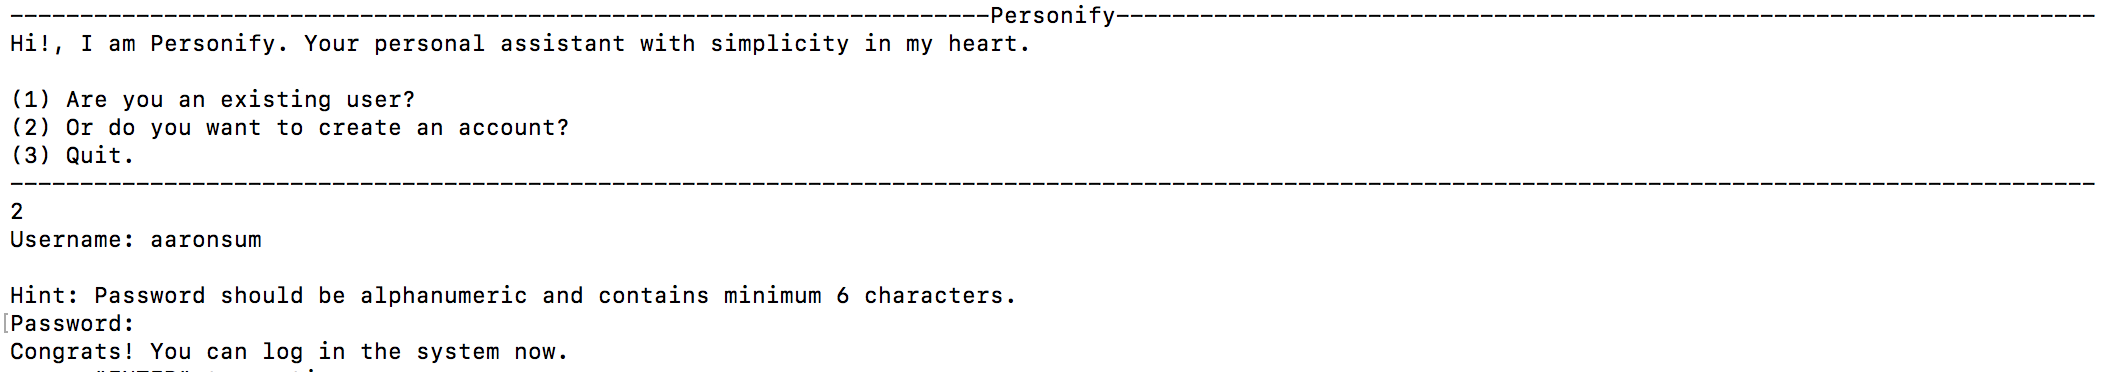 ----------------------------------------------------------------------Personify----------------------------------------------------------------------
Hi!, I am Personify. Your personal assistant with simplicity in my heart.
(1) Are you an existing user?
(2) Or do you want to create an account?
(3) Quit.
-----------------------------------------------------------------------------------------------------------------------------------------------------
2
Username: aaronsum
Hint: Password should be alphanumeric and contains minimum 6 characters.
Password:
Congrats! You can log in the system now.